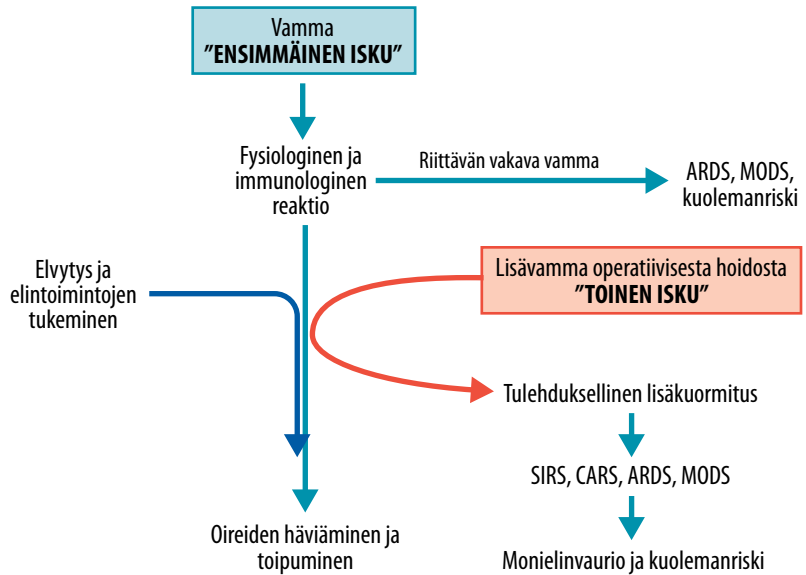 Vamma
”ENSIMMÄINEN ISKU”
Fysiologinen ja
immunologinen
reaktio
Riittävän vakava vamma
ARDS, MODS,
kuolemanriski
Elvytys ja
elintoimintojen
tukeminen
Lisävamma operatiivisesta hoidosta
”TOINEN ISKU”
Tulehduksellinen lisäkuormitus
SIRS, CARS, ARDS, MODS
Oireiden häviäminen ja
toipuminen
Monielinvaurio ja kuolemanriski